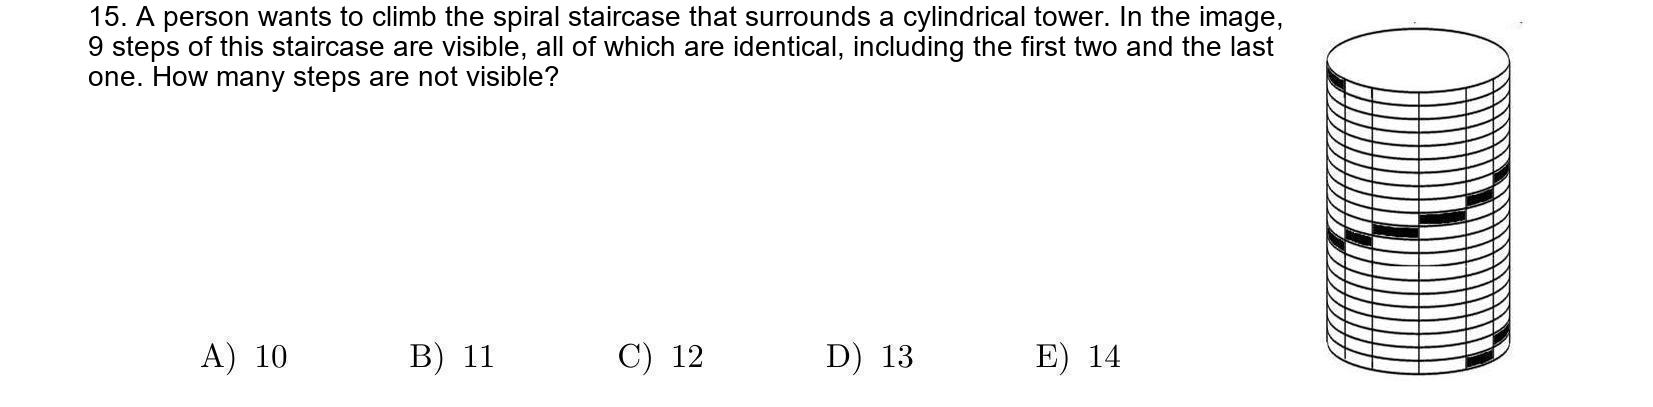 15. A person wants to climb the spiral staircase that surrounds a cylindrical tower. In the image,
9 steps of this staircase are visible, all of which are identical, including the first two and the last
one. How many steps are not visible?
A) 10 B) 11 C) 12 D) 13 E) 14